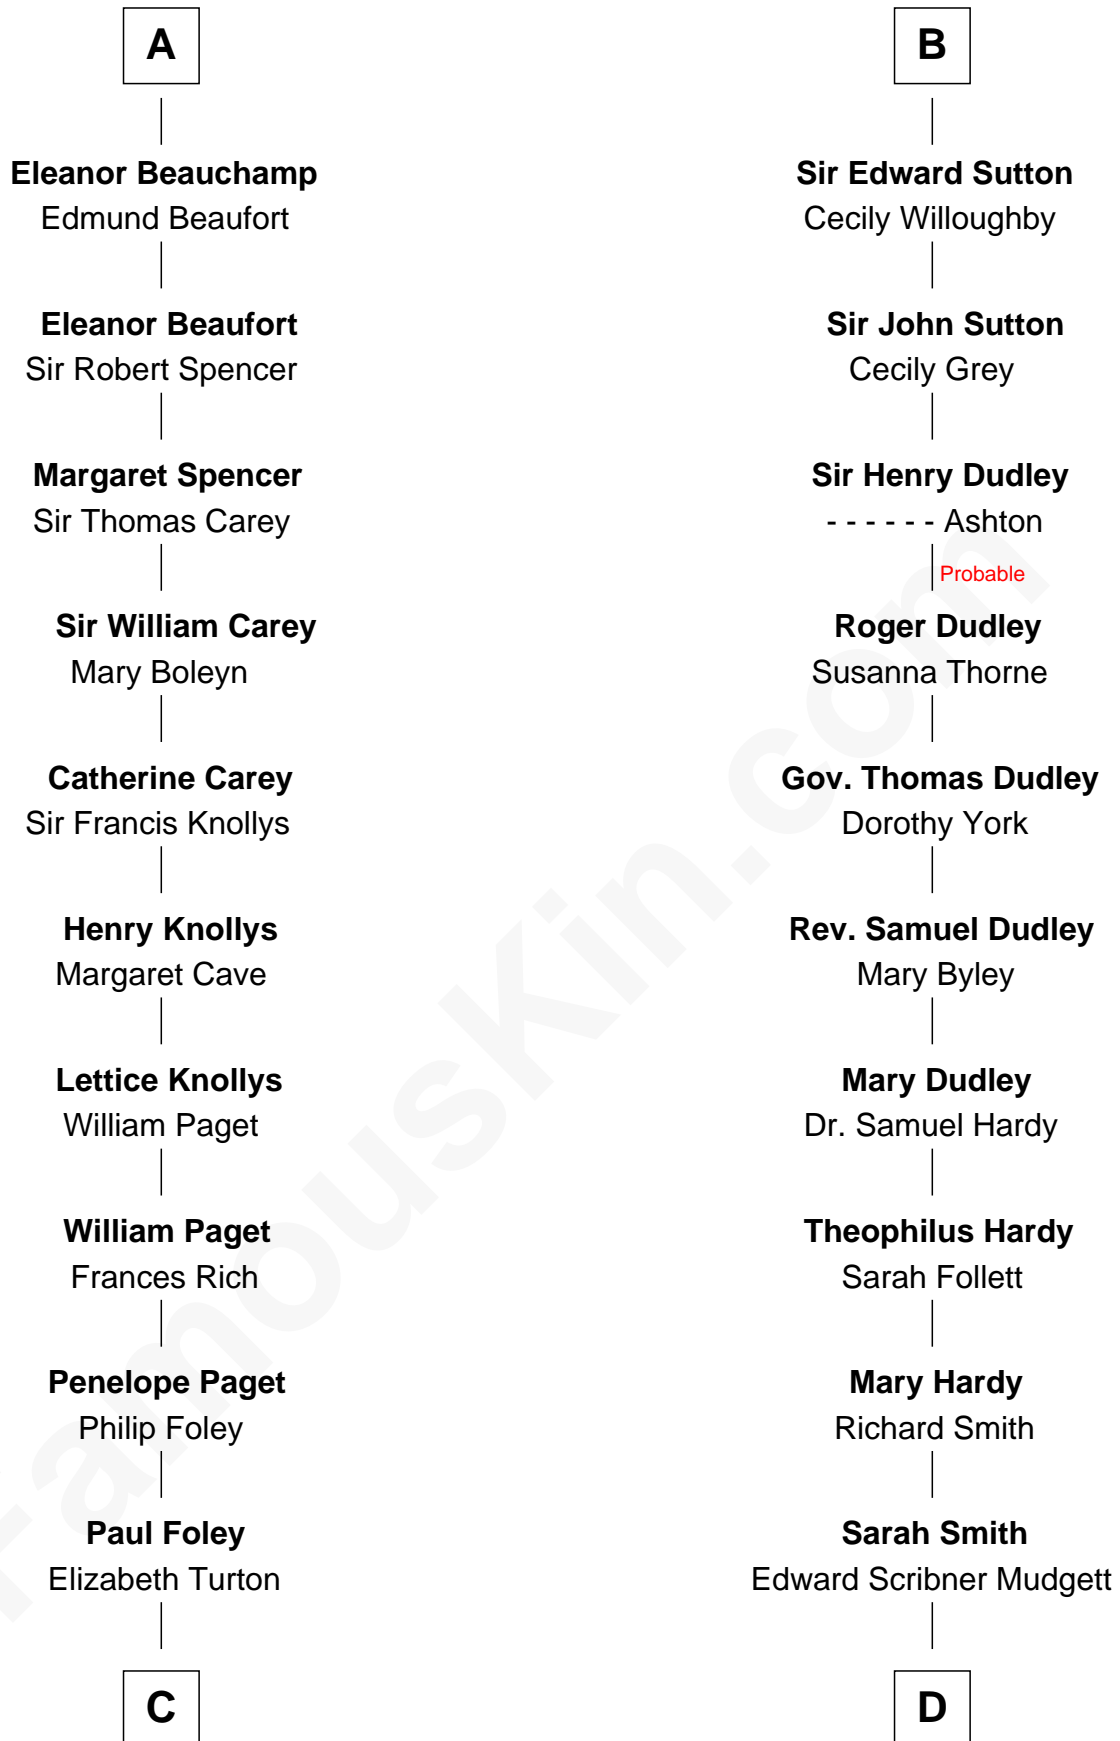 A
Eleanor Beauchamp
Edmund Beaufort
Eleanor Beaufort
Sir Robert Spencer
Margaret Spencer
Sir Thomas Carey
Sir William Carey
Mary Boleyn
Catherine Carey
Sir Francis Knollys
Henry Knollys
Margaret Cave
Lettice Knollys
William Paget
William Paget
Frances Rich
Penelope Paget
Philip Foley
Paul Foley
Elizabeth Turton
C
B
Sir Edward Sutton
Cecily Willoughby
Sir John Sutton
Cecily Grey
Sir Henry Dudley
- - - - - - Ashton
Probable
Roger Dudley
Susanna Thorne
Gov. Thomas Dudley
Dorothy York
Rev. Samuel Dudley
Mary Byley
Mary Dudley
Dr. Samuel Hardy
Theophilus Hardy
Sarah Follett
Mary Hardy
Richard Smith
Sarah Smith
Edward Scribner Mudgett
D
FamousKin.com